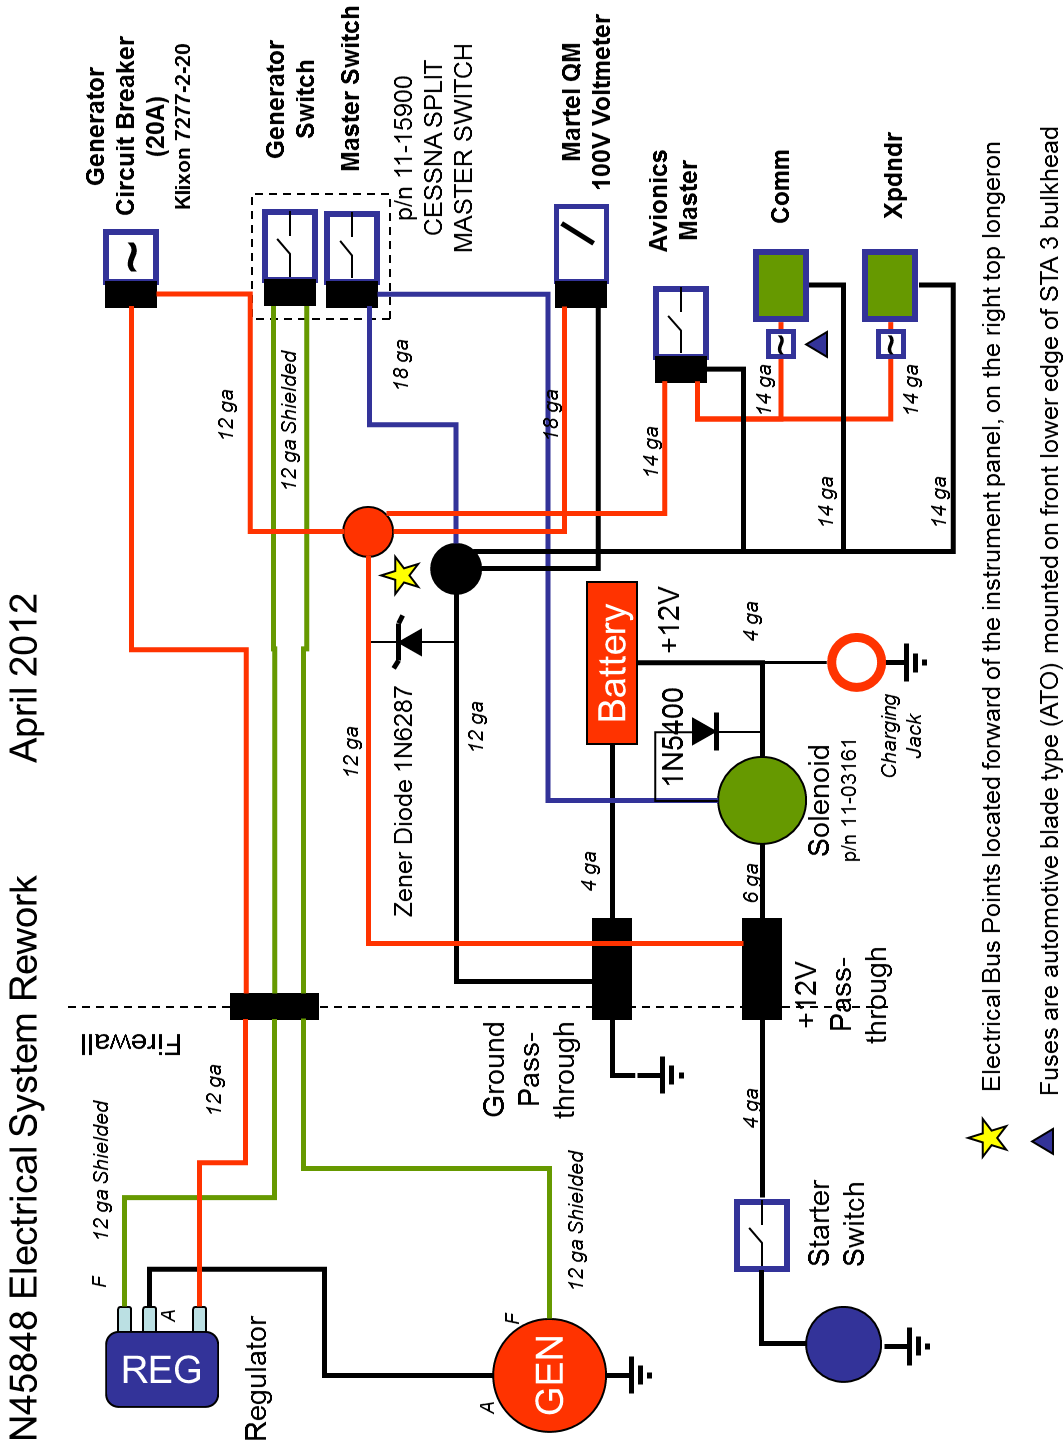 N45848 Electrical System Rework April 2012
Generator
Circuit Breaker
(20A)
Klixon 7277-2-20
Generator
Switch
Master Switch
p/n 11-15900
CESSNA SPLIT
MASTER SWITCH
Martel QM
100V Voltmeter
Avionics
Master
Comm
Xpdndr
~
~
~
12 ga
12 ga Shielded
18 ga
18 ga
14 ga
14 ga
14 ga
14 ga
14 ga
12 ga
Zener Diode 1N6287
12 ga
Battery
+12V
4 ga
1N5400
Charging
Jack
Solenoid
p/n 11-03161
4 ga
6 ga
Firewall
12 ga
12 ga Shielded
Ground
Pass-
through
+12V
Pass-
through
4 ga
F
A
REG
Regulator
12 ga Shielded
F
A
GEN
Starter
Switch
Electrical Bus Points located forward of the instrument panel, on the right top longeron
Fuses are automotive blade type (ATO) mounted on front lower edge of STA 3 bulkhead